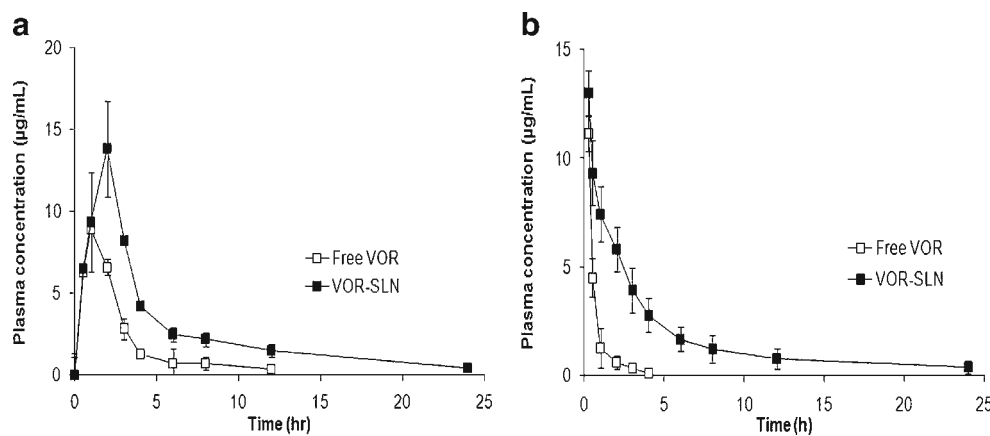 a
20
15
10
5
0
Plasma concentration (µg/mL)
Free VOR
VOR-SLN
0 5 10 15 20 25
Time (hr)
b
15
10
5
0
Plasma concentration (µg/mL)
Free VOR
VOR-SLN
0 5 10 15 20 25
Time (h)